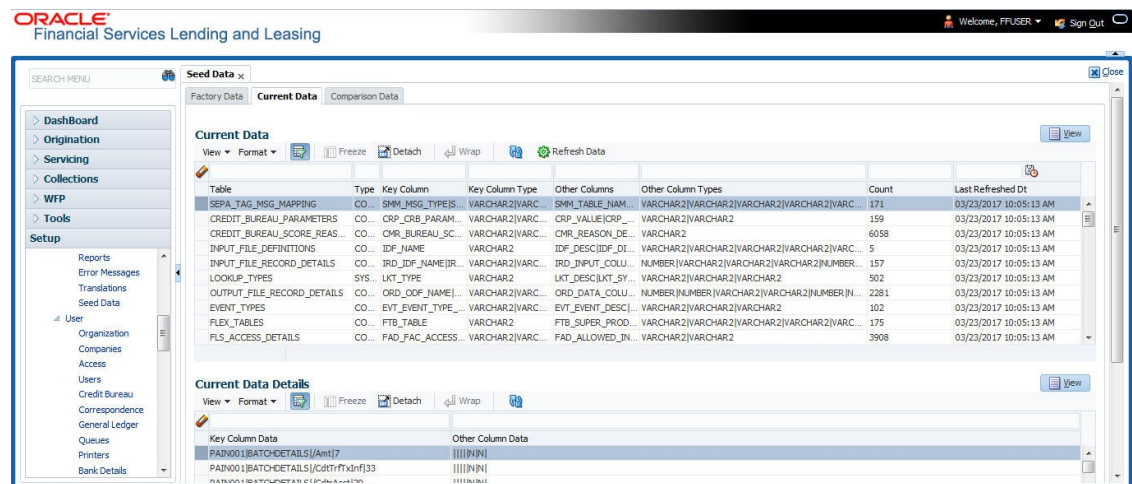 ORACLE
Welcome, FFUSER Sign Out
Financial Services Lending and Leasing
SEARCH MENU
Seed Data x
Close
Factory Data Current Data Comparison Data
DashBoard
Origination
Servicing
Collections
WFP
Tools
Setup
Reports
Error Messages
Translations
Seed Data
User
Organization
Companies
Access
Users
Credit Bureau
Correspondence
General Ledger
Queues
Printers
Bank Details
Current Data
View
View Format Freeze Detach Wrap Refresh Data
Table Type Key Column Key Column Type Other Columns Other Column Types Count Last Refreshed Dt
SEPA_TAG_MSG_MAPPING CO... SMM_MSG_TYPE|S... VARCHAR2|VARC... SMM_TABLE_NAM... VARCHAR2|VARCHAR2|VARCHAR2|VARCHAR2|VARC... 171 03/23/2017 10:05:13 AM
CREDIT_BUREAU_PARAMETERS CO... CRP_CRB_PARAM... VARCHAR2|VARC... CRP_VALUE|CRP_... VARCHAR2|VARCHAR2 159 03/23/2017 10:05:13 AM
CREDIT_BUREAU_SCORE_REAS... CO... CMR_BUREAU_SC... VARCHAR2|VARC... CMR_REASON_DE... VARCHAR2 6058 03/23/2017 10:05:13 AM
INPUT_FILE_DEFINITIONS CO... IDF_NAME VARCHAR2 IDF_DESC|IDF_DI... VARCHAR2|VARCHAR2|VARCHAR2|VARCHAR2|VARC... 5 03/23/2017 10:05:13 AM
INPUT_FILE_RECORD_DETAILS CO... IRD_IDF_NAME|IR... VARCHAR2|VARC... IRD_INPUT_COLU... NUMBER|VARCHAR2|VARCHAR2|VARCHAR2|NUMBER... 157 03/23/2017 10:05:13 AM
LOOKUP_TYPES SYS... LKT_TYPE VARCHAR2 LKT_DESC|LKT_SY... VARCHAR2|VARCHAR2|VARCHAR2 502 03/23/2017 10:05:13 AM
OUTPUT_FILE_RECORD_DETAILS CO... ORD_ODF_NAME|... VARCHAR2|VARC... ORD_DATA_COLU... NUMBER|NUMBER|VARCHAR2|VARCHAR2|NUMBER|N... 2281 03/23/2017 10:05:13 AM
EVENT_TYPES CO... EVT_EVENT_TYPE_... VARCHAR2|VARC... EVT_EVENT_DESC|... VARCHAR2|VARCHAR2|VARCHAR2 102 03/23/2017 10:05:13 AM
FLEX_TABLES CO... FTB_TABLE VARCHAR2 FTB_SUPER_PROD... VARCHAR2|VARCHAR2|VARCHAR2|VARCHAR2|VARC... 175 03/23/2017 10:05:13 AM
FLS_ACCESS_DETAILS CO... FAD_FAC_ACCESS... VARCHAR2|VARC... FAD_ALLOWED_IN... VARCHAR2|VARCHAR2 3908 03/23/2017 10:05:13 AM
Current Data Details
View
View Format Freeze Detach Wrap
Key Column Data Other Column Data
PAIN001|BATCHDETAILS|/Amt|7 |||||N|N|
PAIN001|BATCHDETAILS|/CdtTrfTxInf|33 |||||N|N|